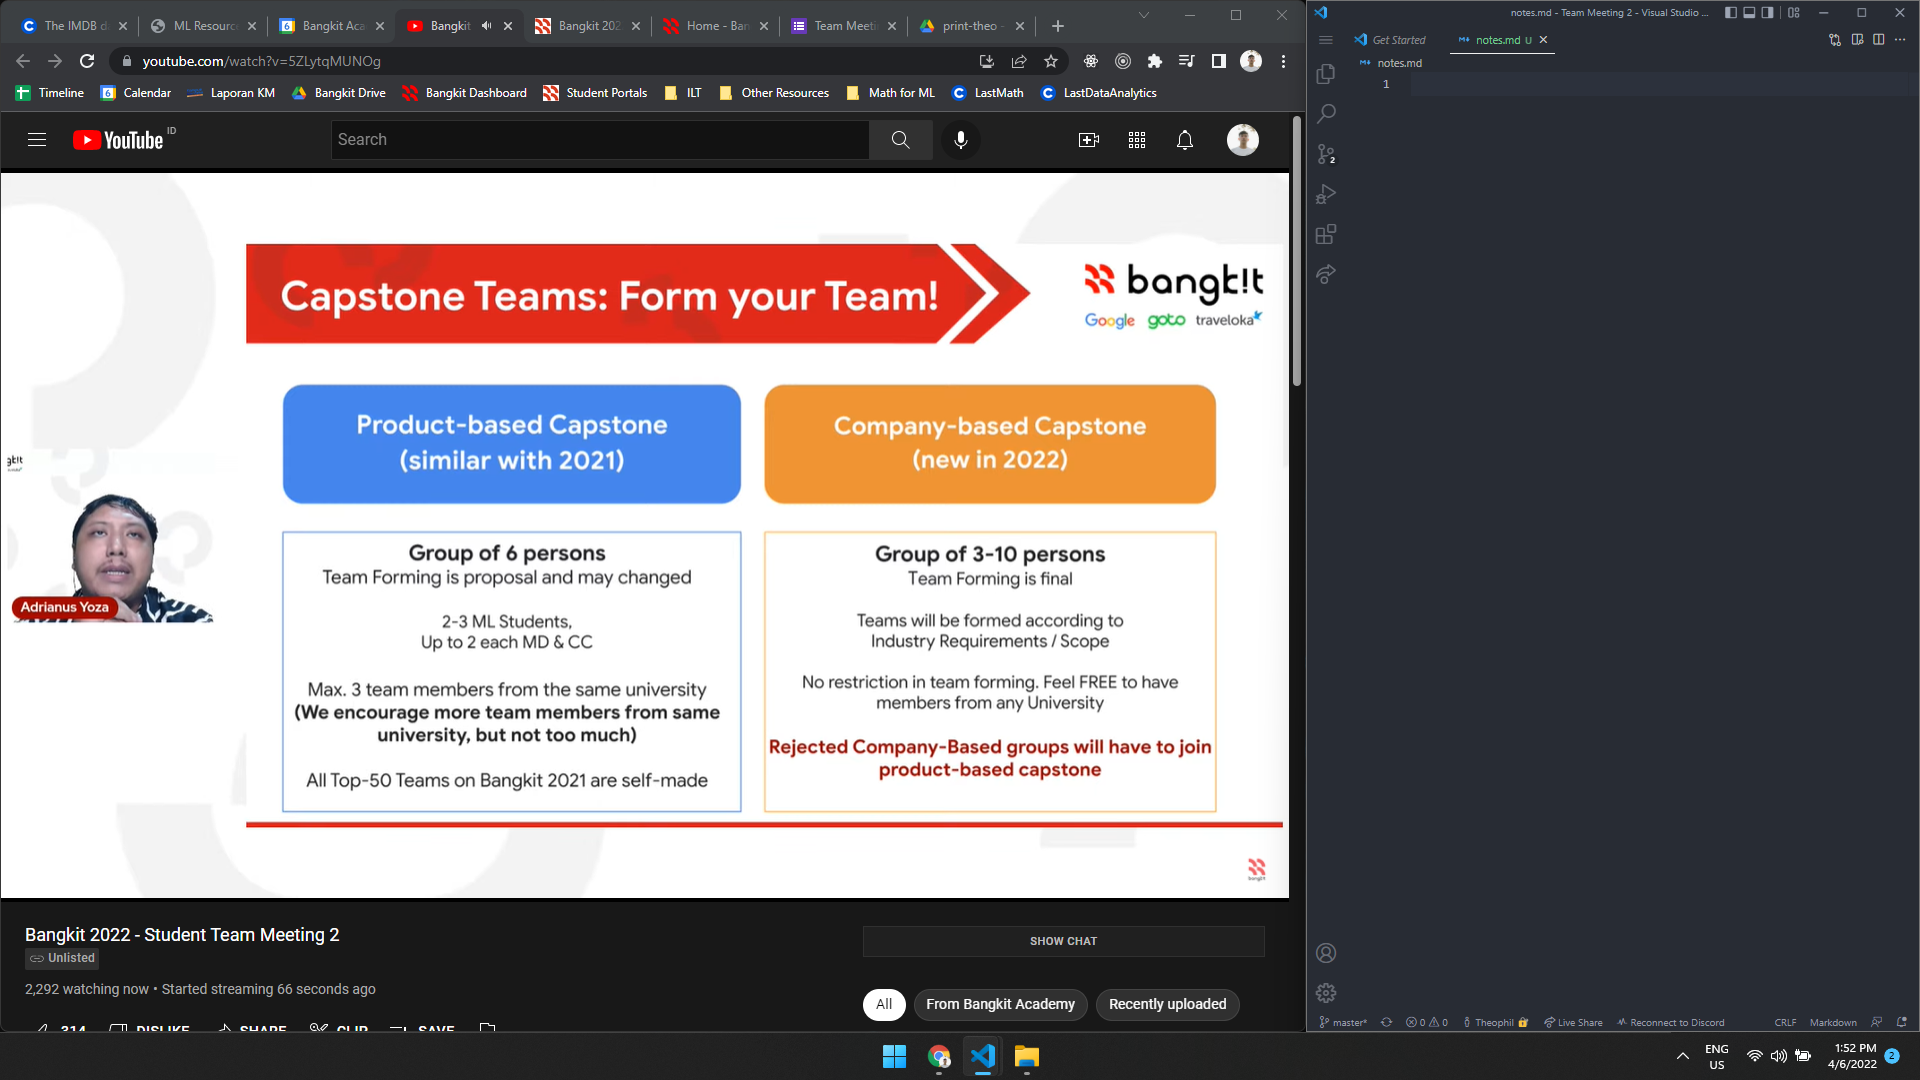 The IMDB d
ML Resourc
Bangkit Aca
Bangkit
Bangkit 202
Home - Ban
Team Meeti
print-theo -
youtube.com/watch?v=5ZLytqMUNOg
Timeline
Calendar
Laporan KM
Bangkit Drive
Bangkit Dashboard
Student Portals
ILT
Other Resources
Math for ML
LastMath
LastDataAnalytics
YouTube ID
Search
Capstone Teams: Form your Team!
bangk!t
Google goto traveloka
Product-based Capstone
(similar with 2021)
Group of 6 persons
Team Forming is proposal and may changed
2-3 ML Students,
Up to 2 each MD & CC
Max. 3 team members from the same university
(We encourage more team members from same
university, but not too much)
All Top-50 Teams on Bangkit 2021 are self-made
Company-based Capstone
(new in 2022)
Group of 3-10 persons
Team Forming is final
Teams will be formed according to
Industry Requirements / Scope
No restriction in team forming. Feel FREE to have
members from any University
Rejected Company-Based groups will have to join
product-based capstone
Adrianus Yoza
Bangkit 2022 - Student Team Meeting 2
Unlisted
2,292 watching now • Started streaming 66 seconds ago
314 DISLIKE SHARE CLIP SAVE
SHOW CHAT
All
From Bangkit Academy
Recently uploaded
notes.md - Team Meeting 2 - Visual Studio ...
Get Started
notes.md U
notes.md
1
2
master*
0 0
Theophil
Live Share
Reconnect to Discord
CRLF
Markdown
ENG
US
1:52 PM
4/6/2022
2